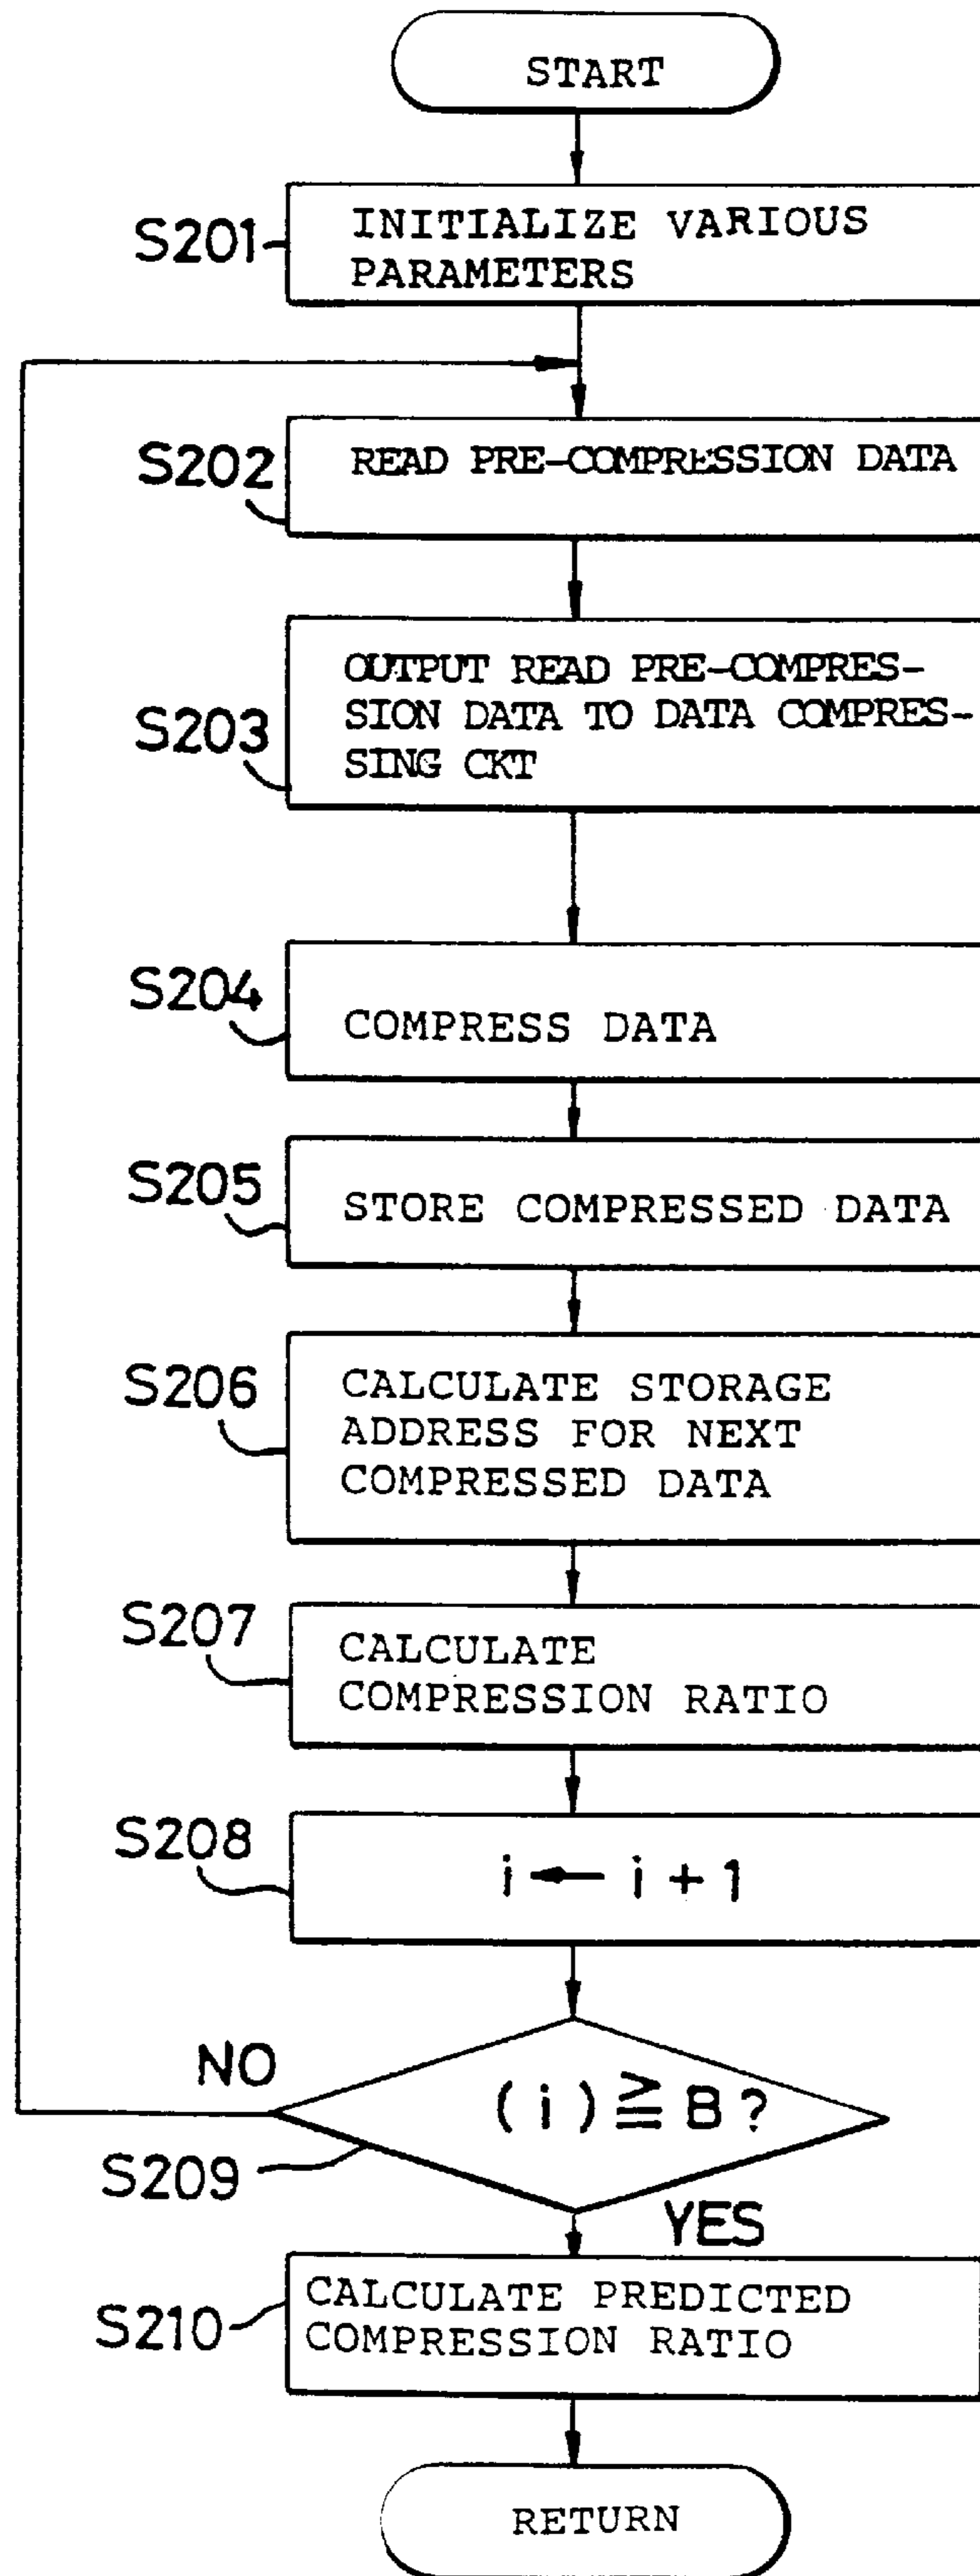 START
S201
INITIALIZE VARIOUS
PARAMETERS
S202
READ PRE-COMPRESSION DATA
S203
OUTPUT READ PRE-COMPRES-
SION DATA TO DATA COMPRES-
SING CKT
S204
COMPRESS DATA
S205
STORE COMPRESSED DATA
S206
CALCULATE STORAGE
ADDRESS FOR NEXT
COMPRESSED DATA
S207
CALCULATE
COMPRESSION RATIO
S208
i ← i + 1
NO
(i) ≧ B ?
S209
YES
S210
CALCULATE PREDICTED
COMPRESSION RATIO
RETURN